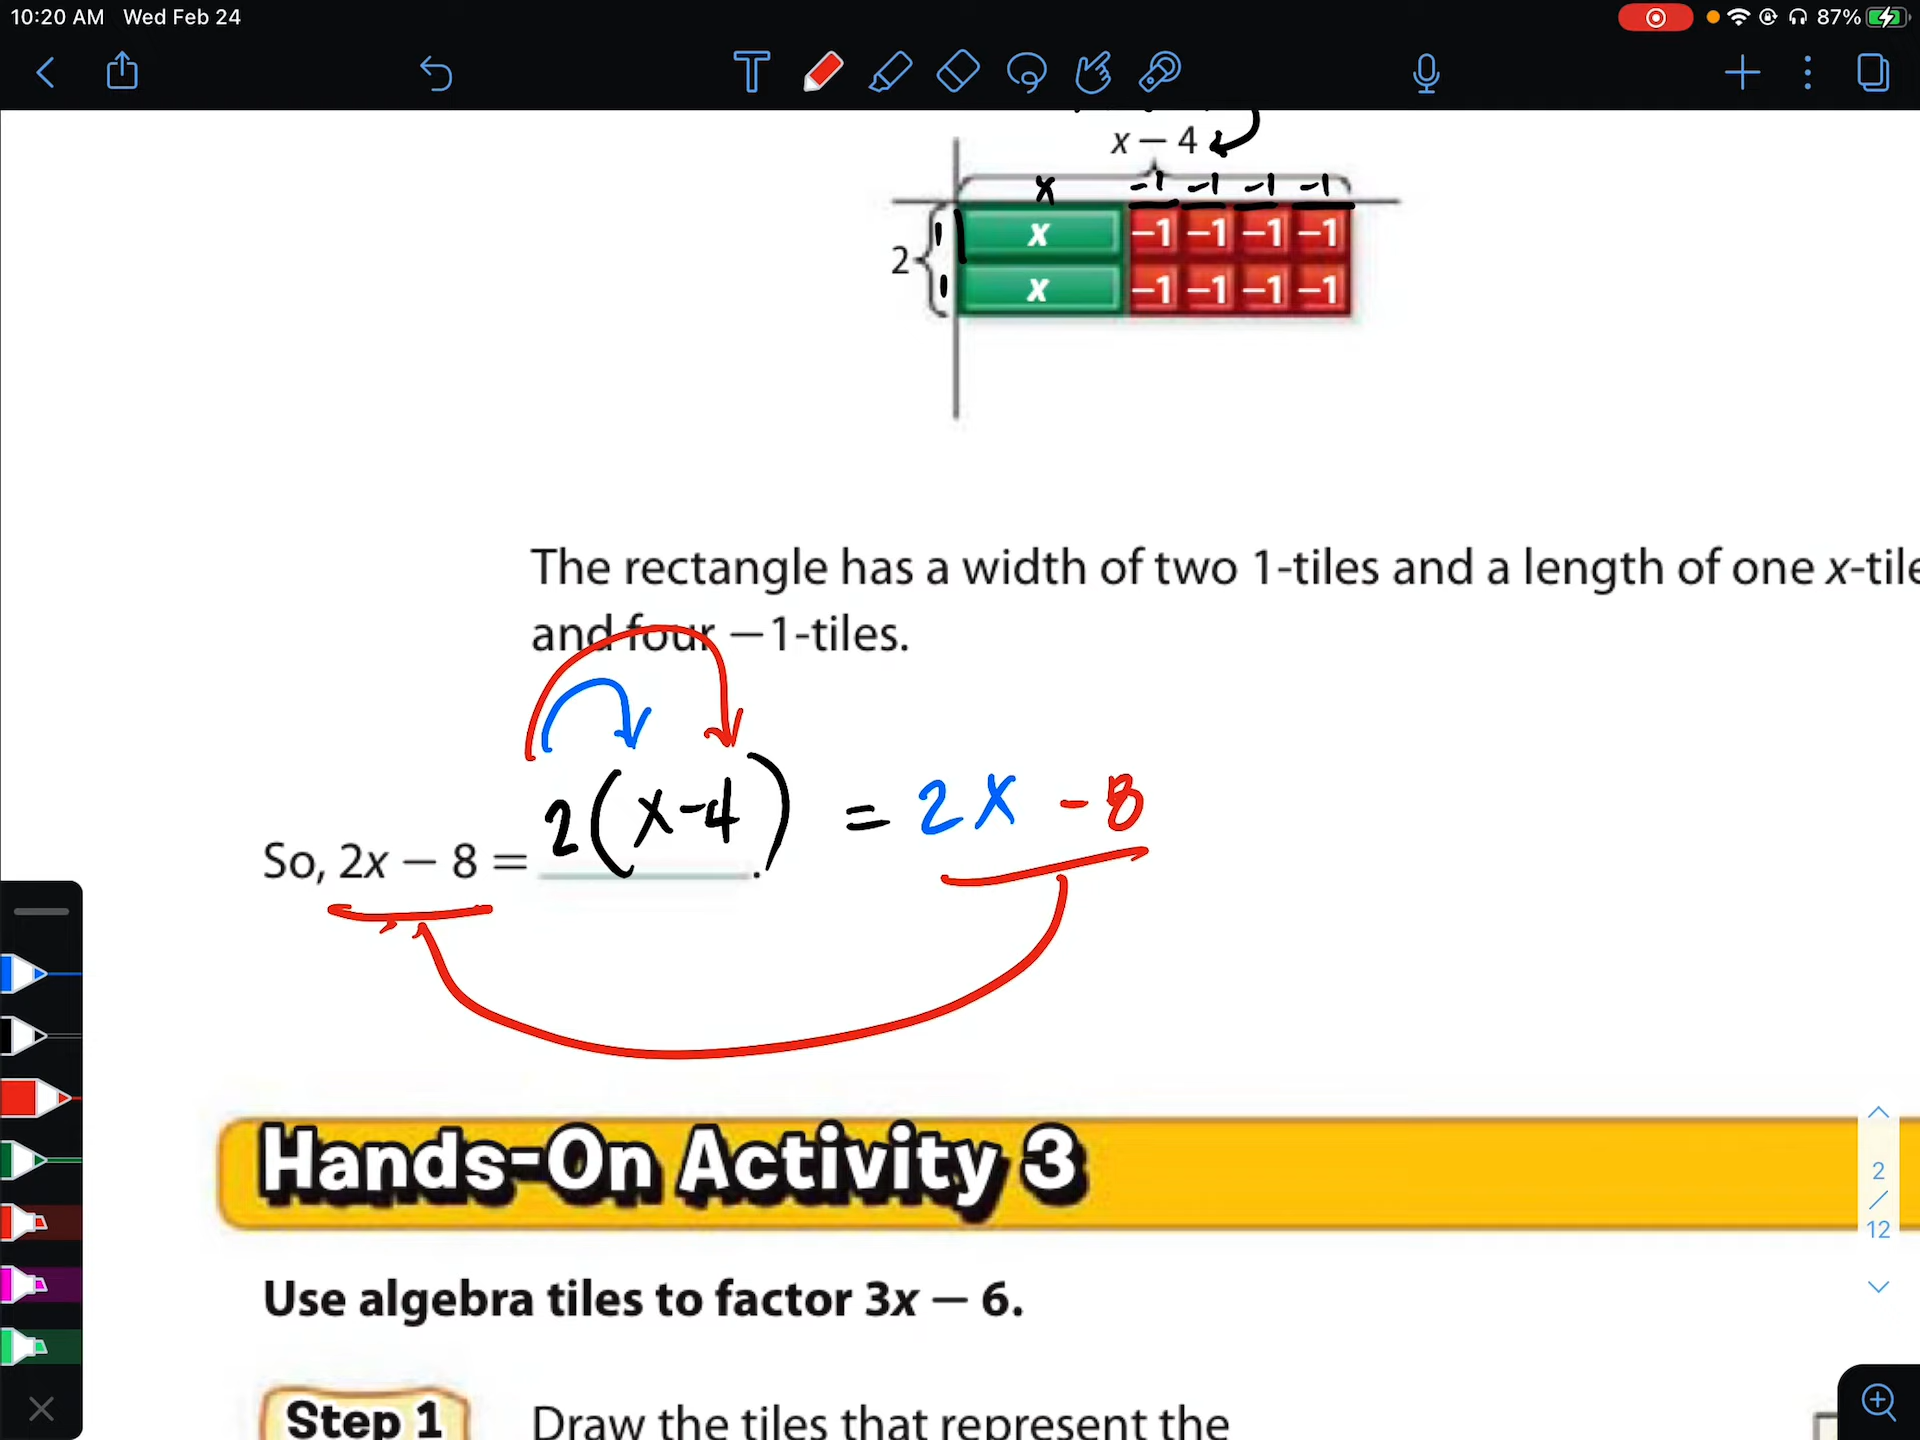 10:20 AM Wed Feb 24
87%
T
x – 4
x -1 -1 -1 -1
1 x –1 –1 –1 –1
2
1 x –1 –1 –1 –1
The rectangle has a width of two 1-tiles and a length of one x-tile
and four –1-tiles.
So, 2x – 8 = 2(x-4). = 2x - 8
Hands-On Activity 3
2
/
12
Use algebra tiles to factor 3x – 6.
Step 1 Draw the tiles that represent the